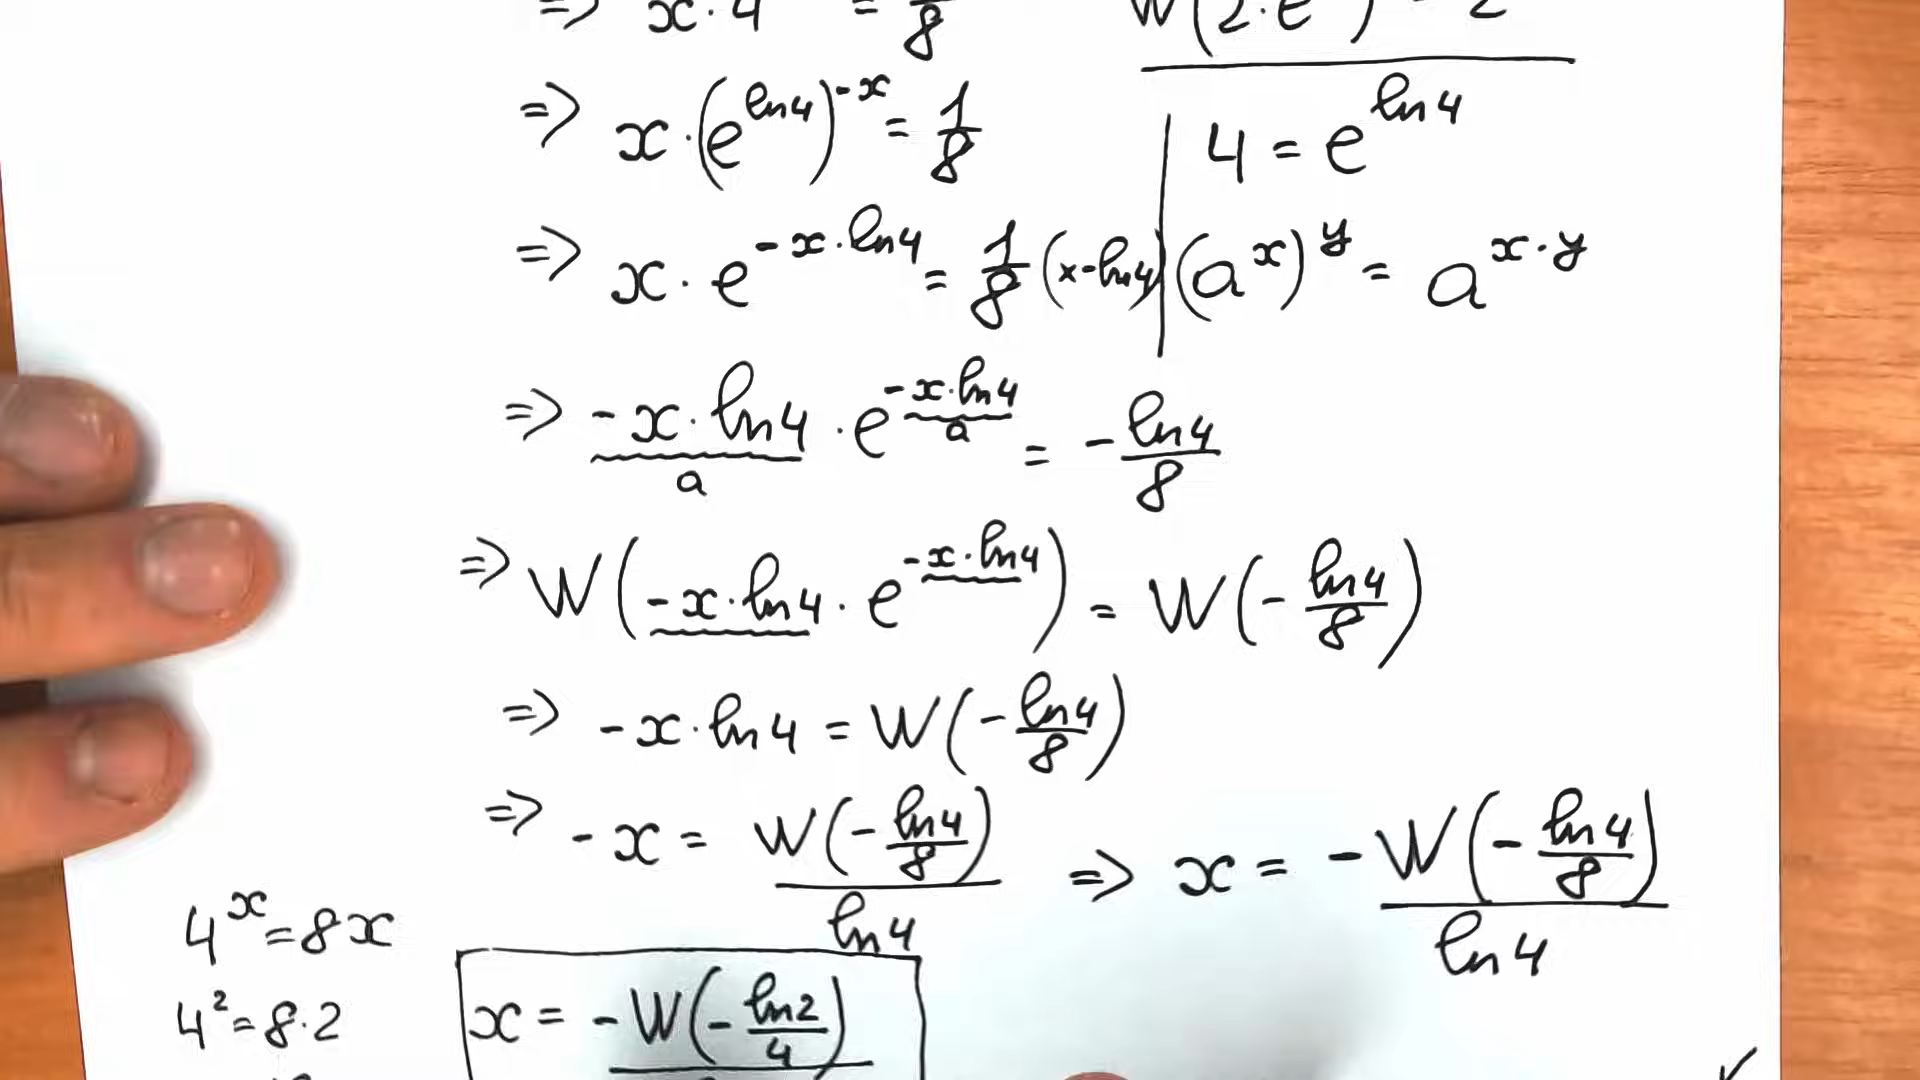 => x · 4 = 1/8
W(2·e ) = 2
=> x · (e^(ln4))^(-x) = 1/8
4 = e^(ln4)
=> x · e^(-x·ln4) = 1/8 (x-ln4)
(a^x)^y = a^(x·y)
=> -x · ln4 · e^(-x·ln4) = - ln4/8
a a
=> W(-x·ln4 · e^(-x·ln4)) = W(- ln4/8)
=> -x · ln4 = W(- ln4/8)
=> -x = W(- ln4/8) / ln4 => x = -W(- ln4/8) / ln4
4^x = 8x
4^2 = 8·2
x = -W(- ln2/4)